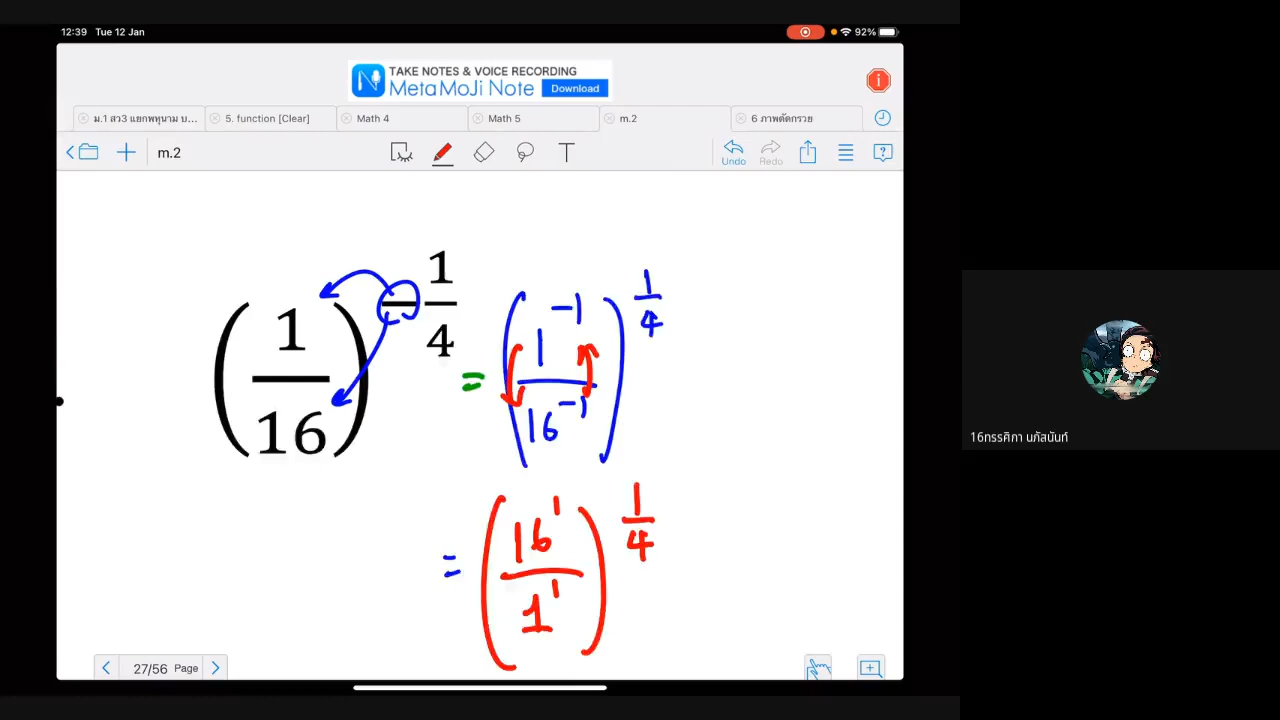 12:39 Tue 12 Jan
92%
TAKE NOTES & VOICE RECORDING
MetaMoJi Note Download
ม.1 สว3 แยกพหุนาม บ... 5. function [Clear] Math 4 Math 5 m.2 6 ภาพตัดกรวย
m.2 T Undo Redo
(1/16)^(-1/4) = (1^(-1)/16^(-1))^(1/4)
= (16^1/1^1)^(1/4)
27/56 Page
16กรรศิกา นภัสนันท์